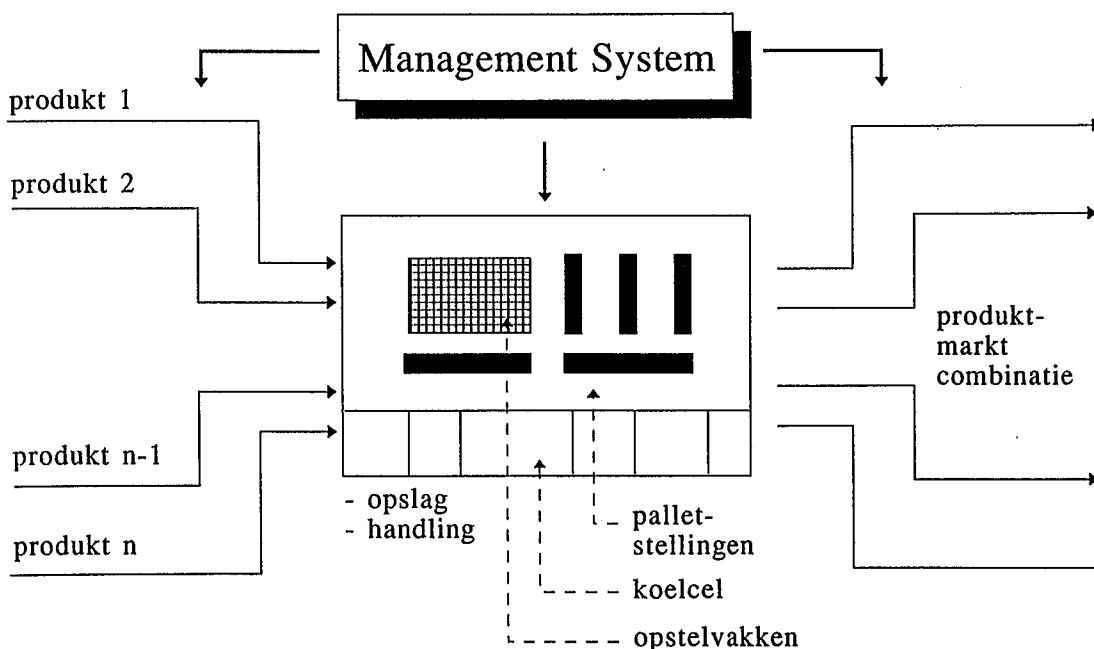 Management System
produkt 1
produkt 2
produkt-
markt
combinatie
produkt n-1
produkt n
- opslag
- handling
pallet-
stellingen
koelcel
opstelvakken